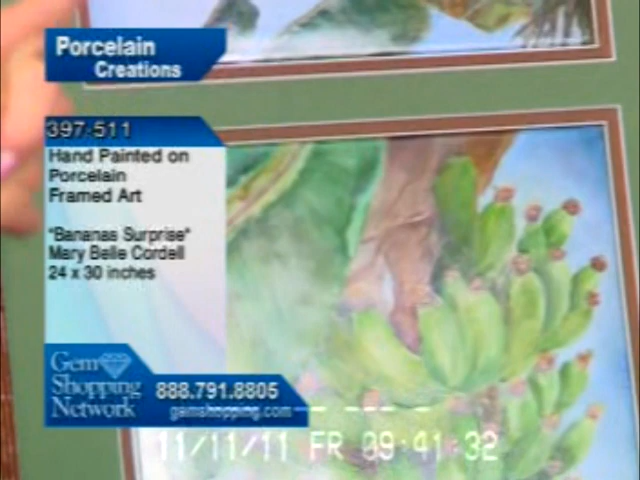 Porcelain
Creations
397-511
Hand Painted on
Porcelain
Framed Art
"Bananas Surprise"
Mary Belle Cordell
24 x 30 inches
Gem
Shopping
Network
888.791.8805
gemshopping.com
11/11/11 FR 09:41:32